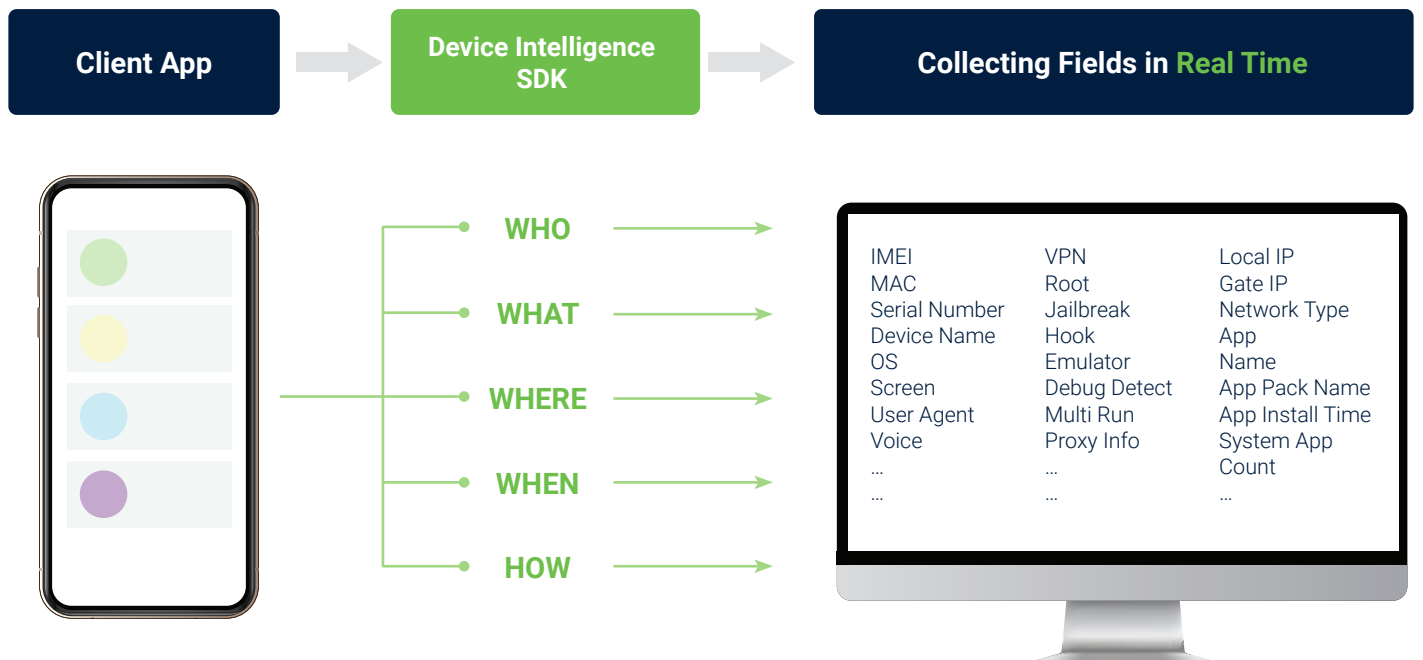 Client App
Device Intelligence
SDK
Collecting Fields in Real Time
WHO
WHAT
WHERE
WHEN
HOW
IMEI
MAC
Serial Number
Device Name
OS
Screen
User Agent
Voice
...
...
VPN
Root
Jailbreak
Hook
Emulator
Debug Detect
Multi Run
Proxy Info
...
...
Local IP
Gate IP
Network Type
App
Name
App Pack Name
App Install Time
System App
Count
...